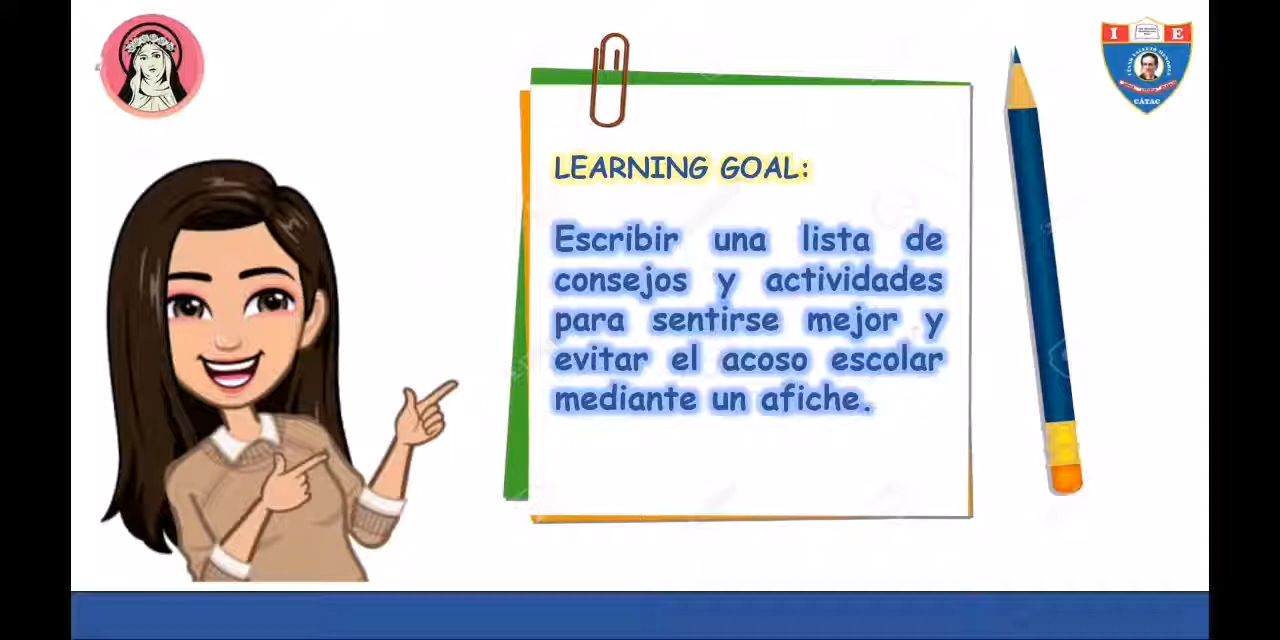 I E
CÁTAC
LEARNING GOAL:
Escribir una lista de
consejos y actividades
para sentirse mejor y
evitar el acoso escolar
mediante un afiche.